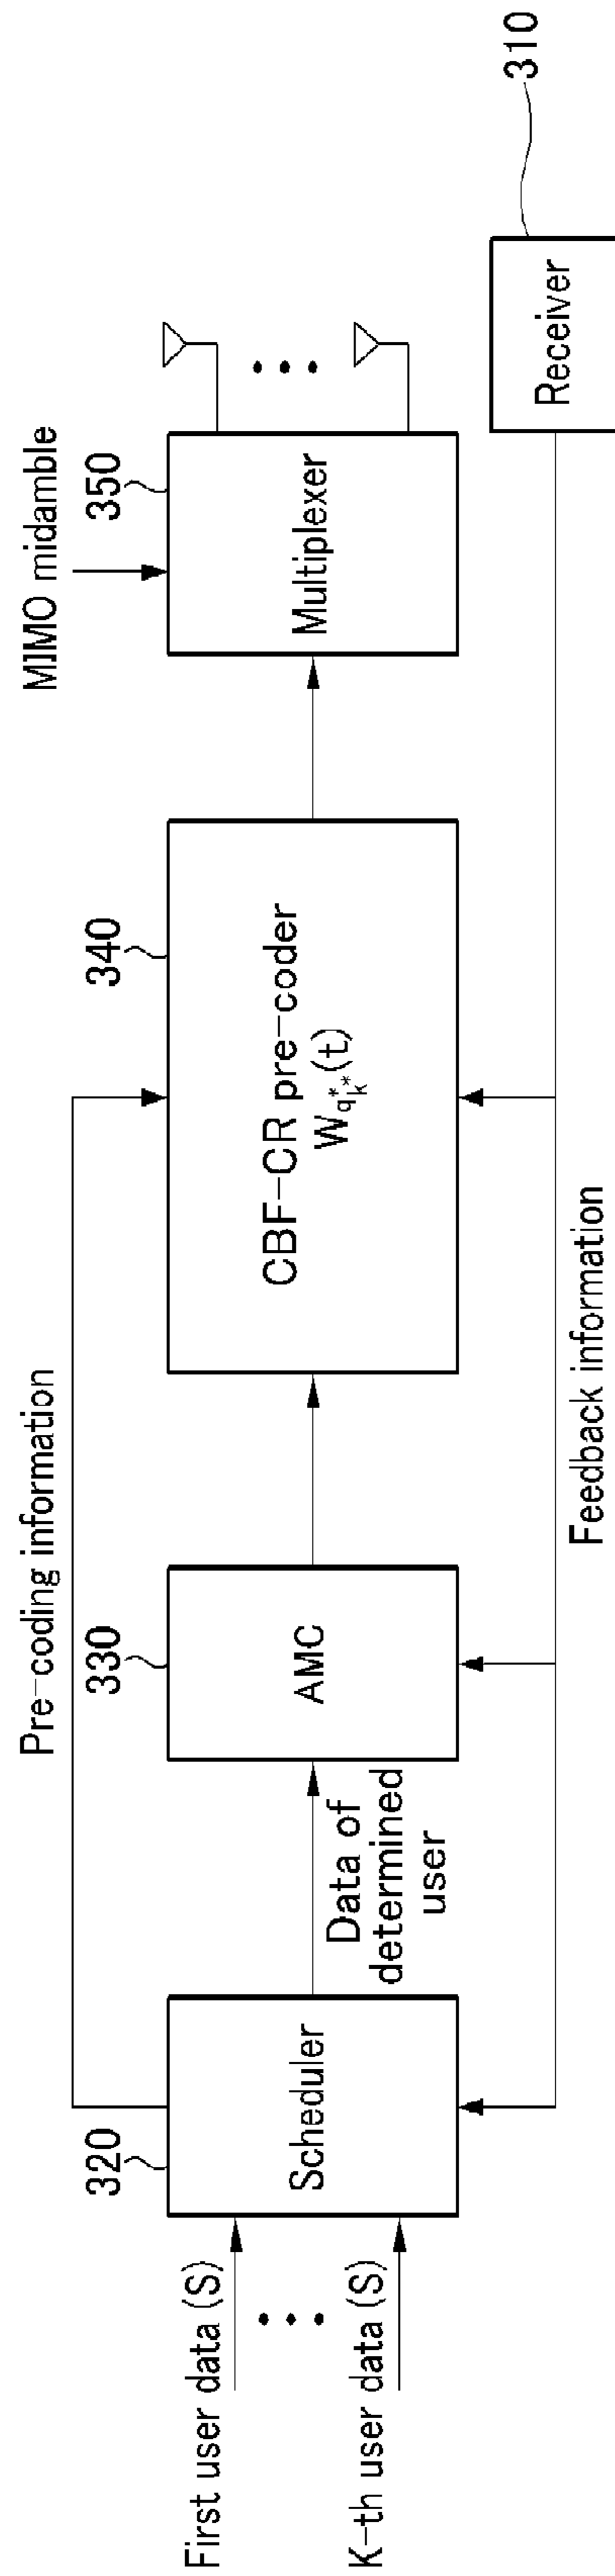 Pre-coding information
MIMO midamble
320
330
340
350
First user data (S)
K-th user data (S)
Scheduler
Data of
determined
user
AMC
CBF-CR pre-coder
W_{q^*_{k^*}}(t)
Multiplexer
Feedback information
Receiver
310